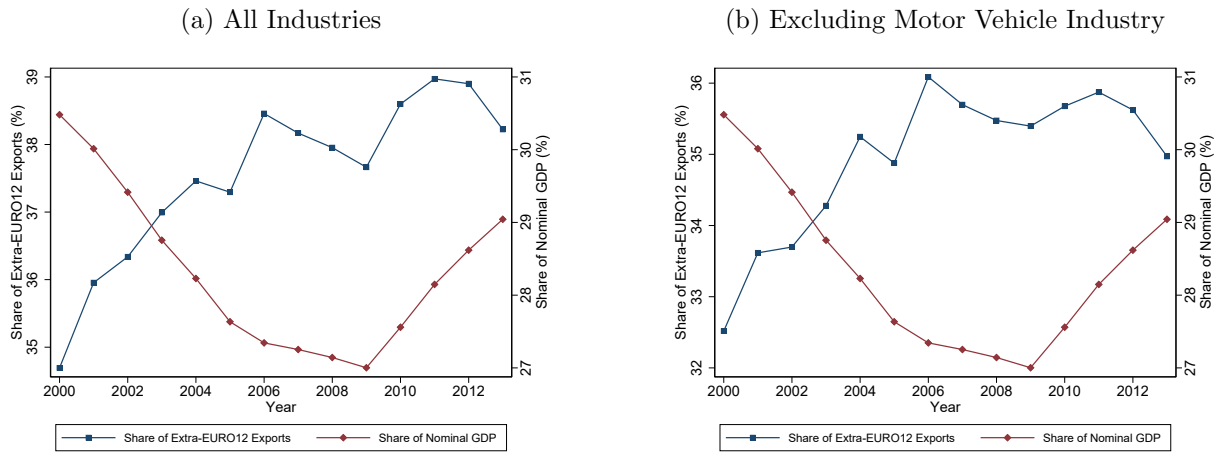 (a) All Industries
Share of Extra-EURO12 Exports (%)
39
38
37
36
35
31
30
29
28
27
Share of Nominal GDP (%)
2000 2002 2004 2006 2008 2010 2012
Year
Share of Extra-EURO12 Exports Share of Nominal GDP
(b) Excluding Motor Vehicle Industry
Share of Extra-EURO12 Exports (%)
36
35
34
33
32
31
30
29
28
27
Share of Nominal GDP (%)
2000 2002 2004 2006 2008 2010 2012
Year
Share of Extra-EURO12 Exports Share of Nominal GDP